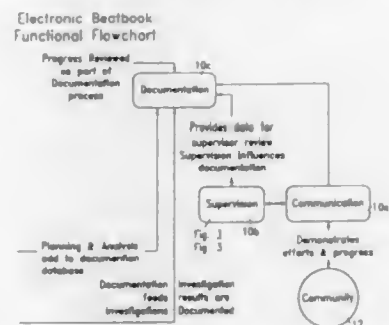 Electronic Beatbook
Functional Flowchart
Progress Reviewed
as part of
Documentation
process
10c
Documentation
Provides data for
supervisor review
Supervision Influences
documentation
Supervision
Communication
10b
Fig. 3
10a
Demonstrates
efforts & progress
Planning & Analysis
add to documention
database
Documentation
feeds
Investigations
Investigation
results are
Documented
Community
12